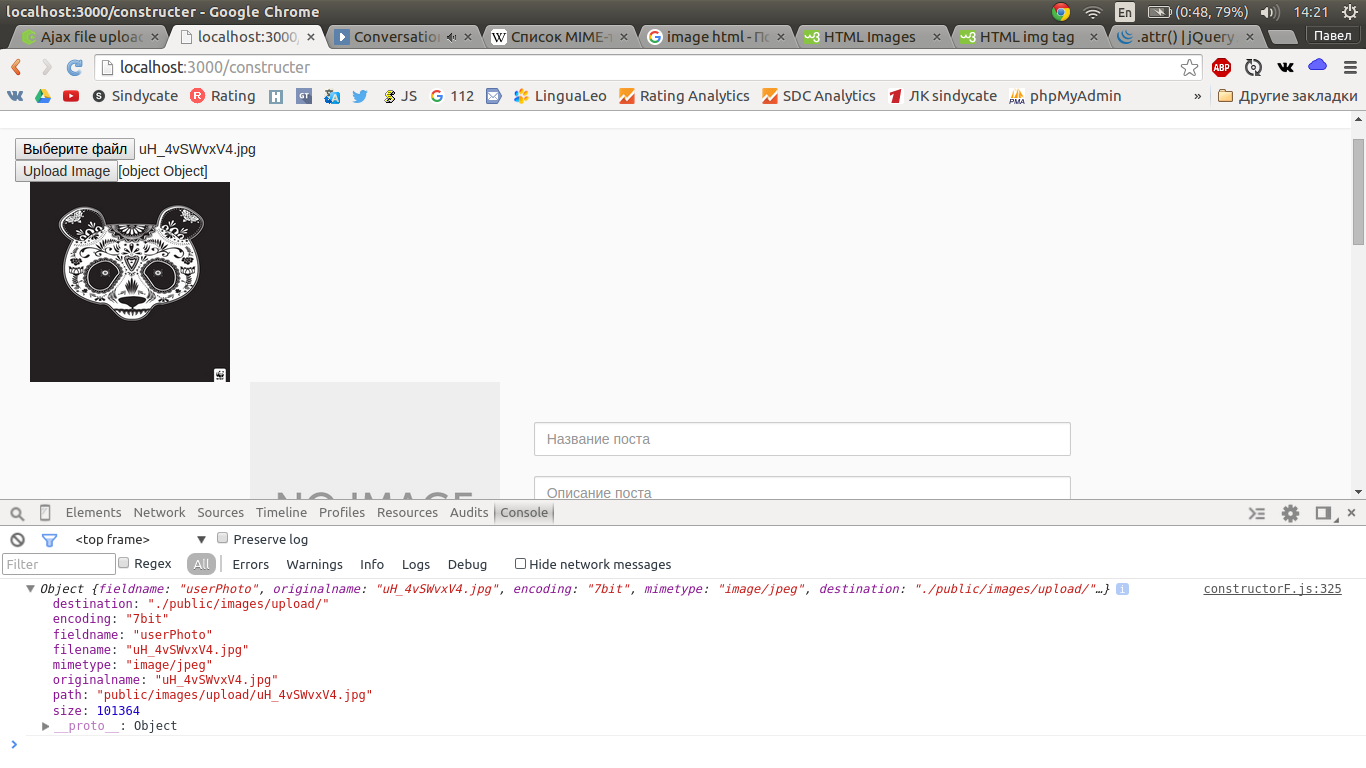 localhost:3000/constructer - Google Chrome
En (0:48, 79%) 14:21
Ajax file uploa localhost:3000, Conversation Список MIME-т image html - По HTML Images HTML img tag .attr() | jQuery Павел
localhost:3000/constructer ABP
Sindycate Rating H GT JS 112 LinguaLeo Rating Analytics SDC Analytics ЛК sindycate PMA phpMyAdmin » Другие закладки
Выберите файл uH_4vSWvxV4.jpg
Upload Image [object Object]
Название поста
Описание поста
NO IMAGE
Elements Network Sources Timeline Profiles Resources Audits Console
<top frame> Preserve log
Filter Regex All Errors Warnings Info Logs Debug Hide network messages
Object {fieldname: "userPhoto", originalname: "uH_4vSWvxV4.jpg", encoding: "7bit", mimetype: "image/jpeg", destination: "./public/images/upload/"…} constructorF.js:325
destination: "./public/images/upload/"
encoding: "7bit"
fieldname: "userPhoto"
filename: "uH_4vSWvxV4.jpg"
mimetype: "image/jpeg"
originalname: "uH_4vSWvxV4.jpg"
path: "public/images/upload/uH_4vSWvxV4.jpg"
size: 101364
__proto__: Object